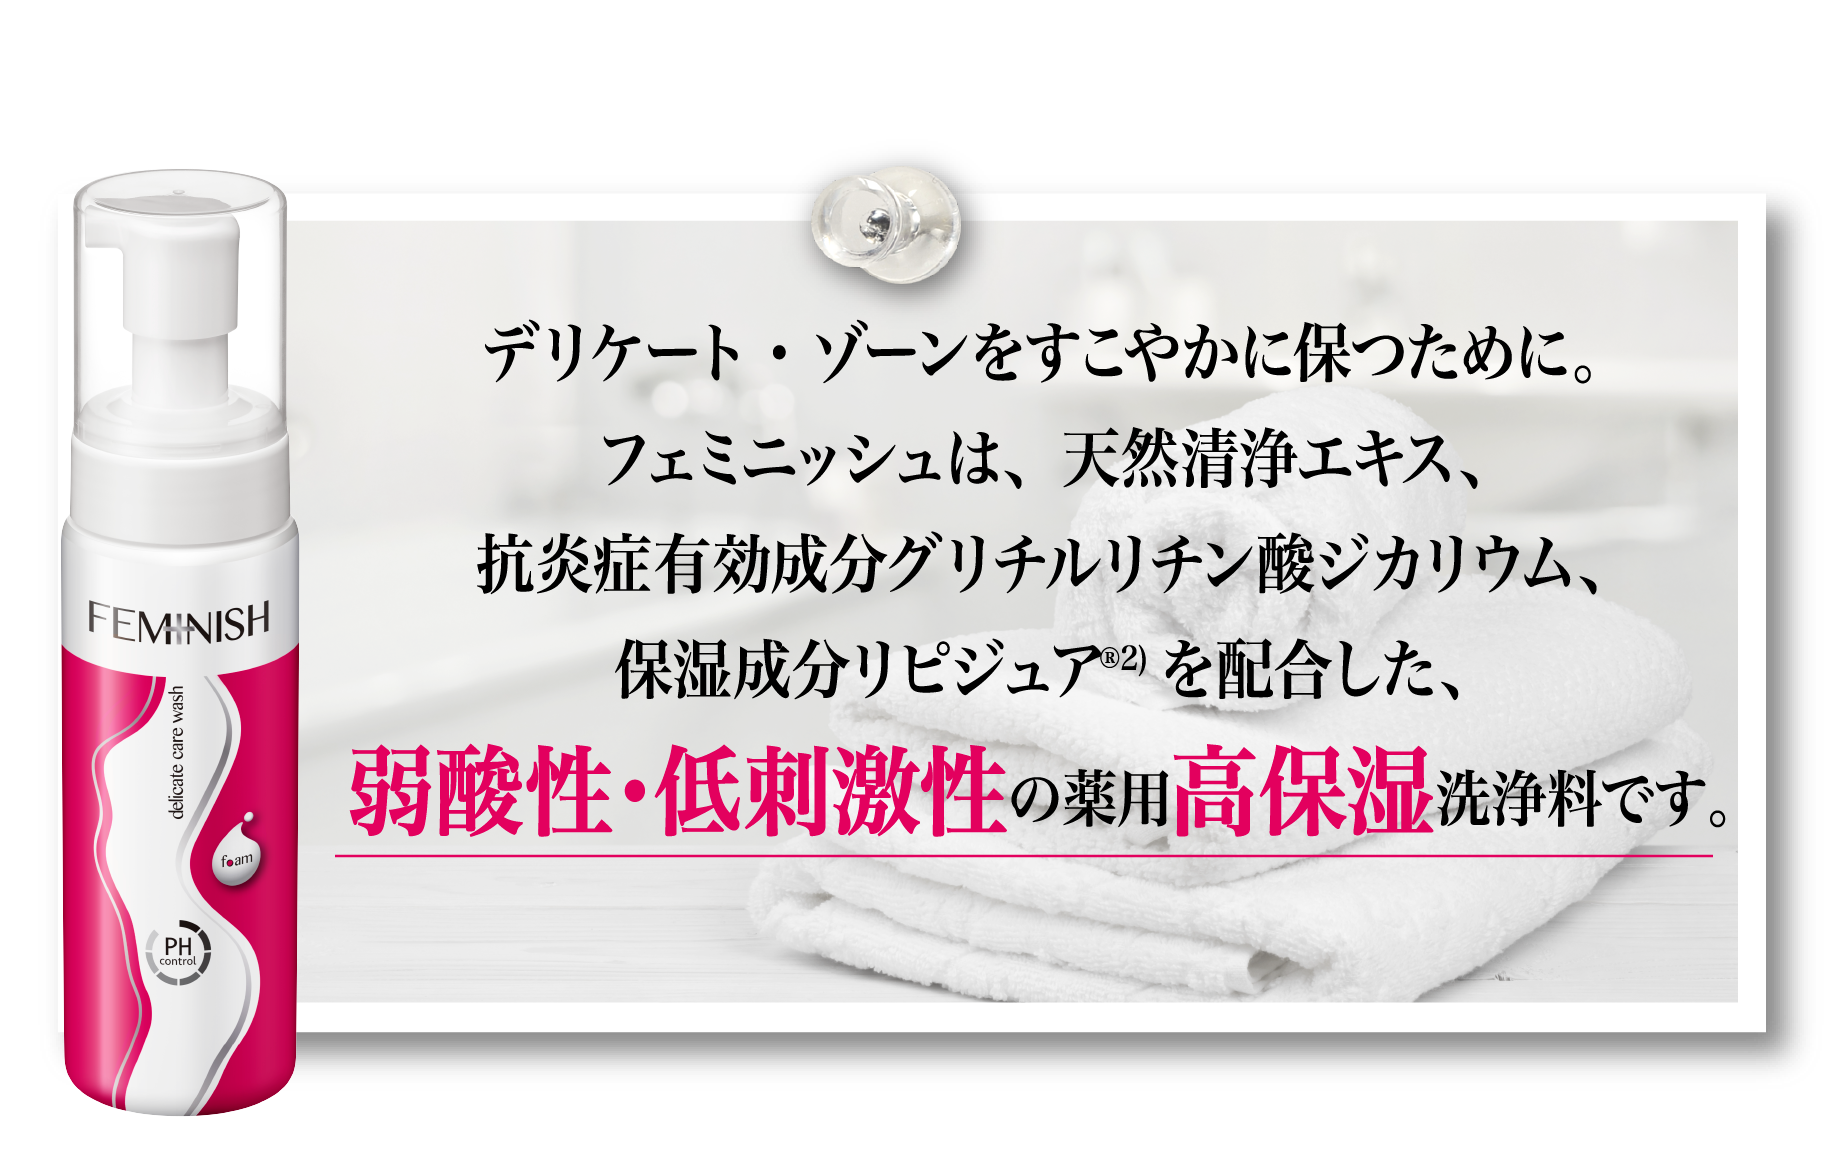 デリケート・ゾーンをすこやかに保つために。
フェミニッシュは、天然清浄エキス、
抗炎症有効成分グリチルリチン酸ジカリウム、
保湿成分リピジュア®2) を配合した、
弱酸性・低刺激性の薬用高保湿洗浄料です。
FEMINISH
delicate care wash
foam
PH
control